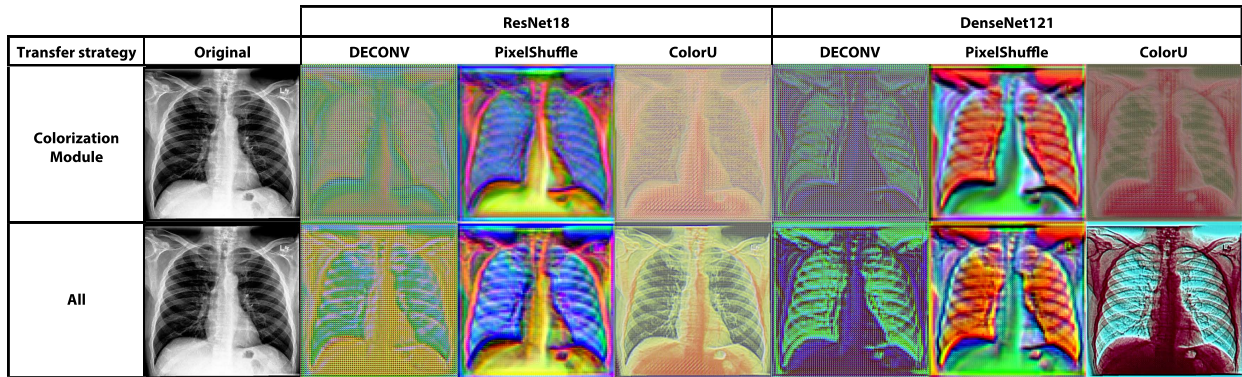 ResNet18 DenseNet121
Transfer strategy Original DECONV PixelShuffle ColorU DECONV PixelShuffle ColorU
Colorization
Module
All